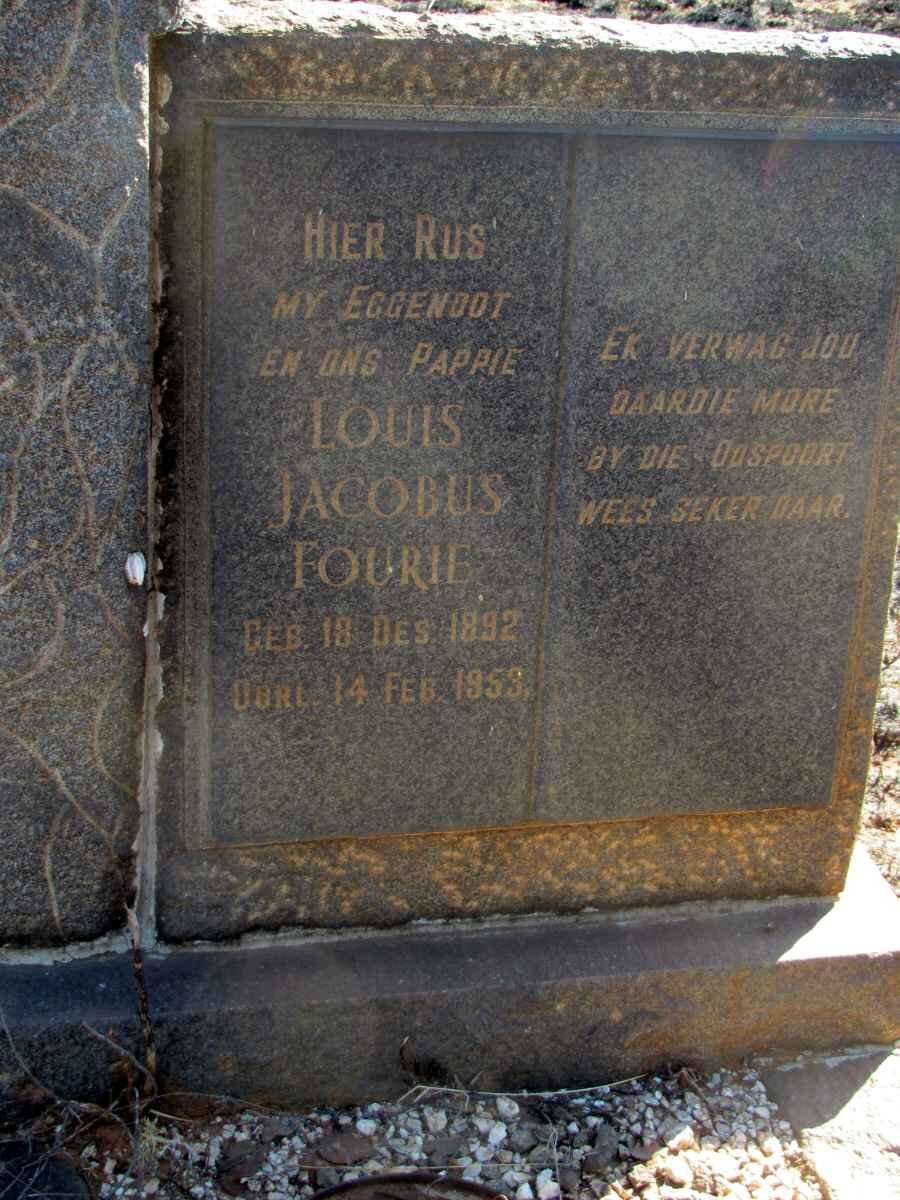 HIER RUS
MY EGGENOOT
EN ONS PAPPIE
LOUIS
JACOBUS
FOURIE
GEB. 18 DES. 1892
OORL. 14 FEB. 1953.
EK VERWAG JOU
DAARDIE MORE
BY DIE OOSPOORT
WEES SEKER DAAR.